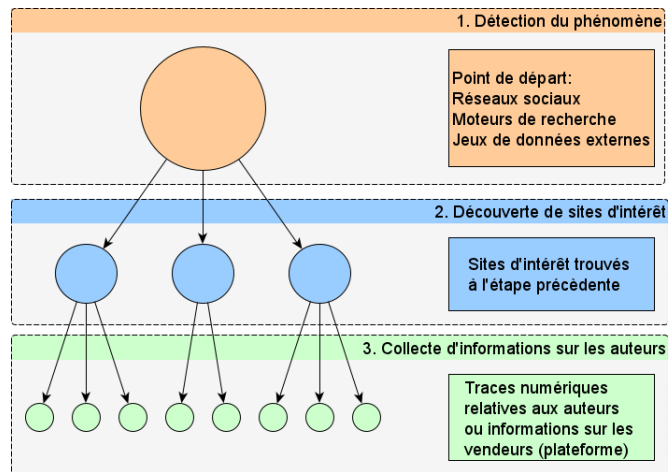 1. Détection du phénomène
Point de départ:
Réseaux sociaux
Moteurs de recherche
Jeux de données externes
2. Découverte de sites d'intérêt
Sites d'intérêt trouvés
à l'étape précèdente
3. Collecte d'informations sur les auteurs
Traces numériques
relatives aux auteurs
ou informations sur les
vendeurs (plateforme)